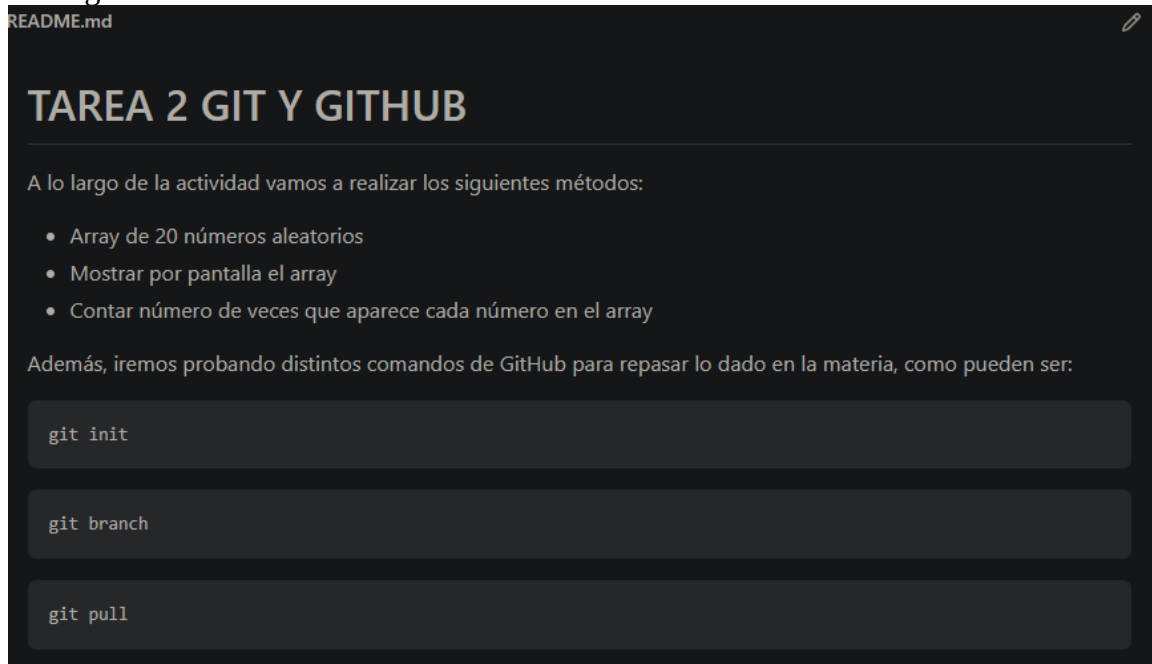 README.md
TAREA 2 GIT Y GITHUB
A lo largo de la actividad vamos a realizar los siguientes métodos:
Array de 20 números aleatorios
Mostrar por pantalla el array
Contar número de veces que aparece cada número en el array
Además, iremos probando distintos comandos de GitHub para repasar lo dado en la materia, como pueden ser:
git init
git branch
git pull